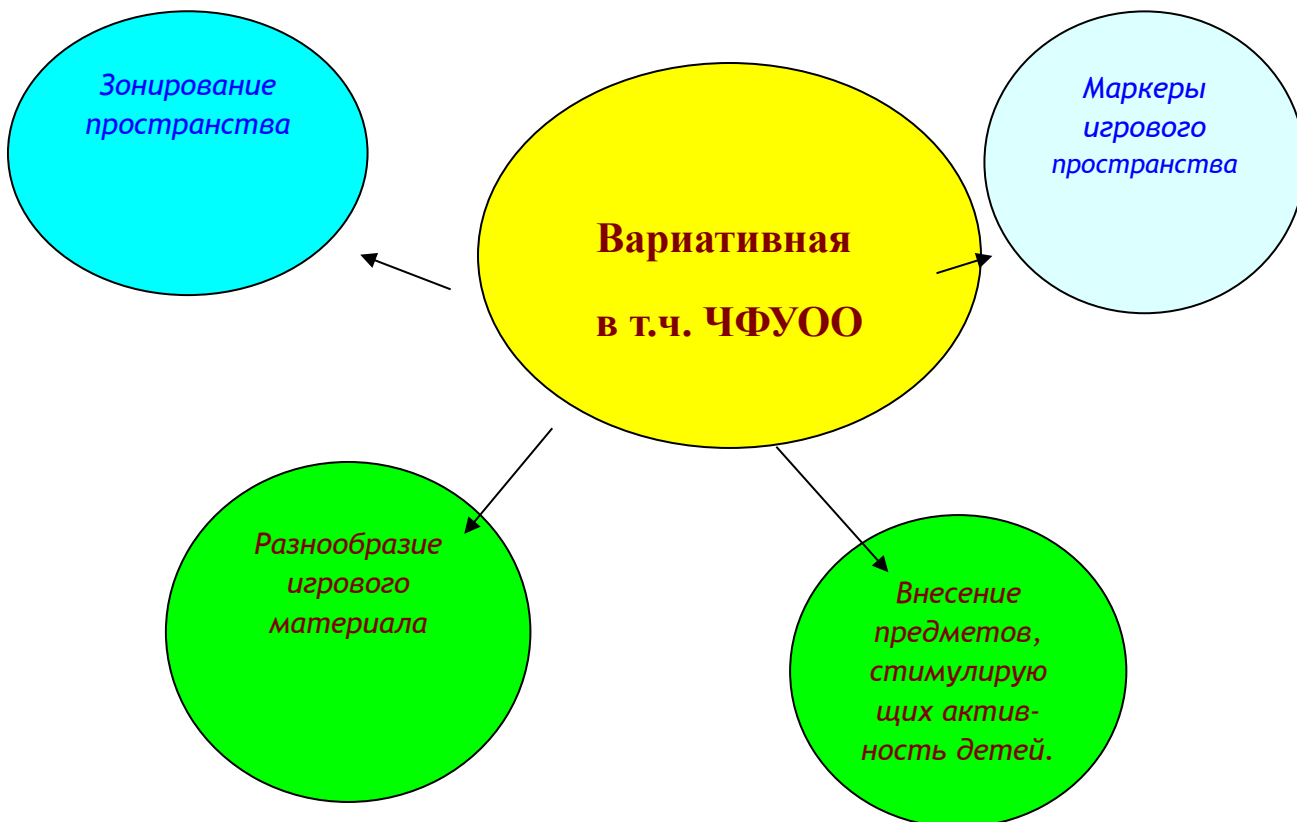 Зонирование
пространства
Маркеры
игрового
пространства
Вариативная
в т.ч. ЧФУОО
Разнообразие
игрового
материала
Внесение
предметов,
стимулирую
щих актив-
ность детей.